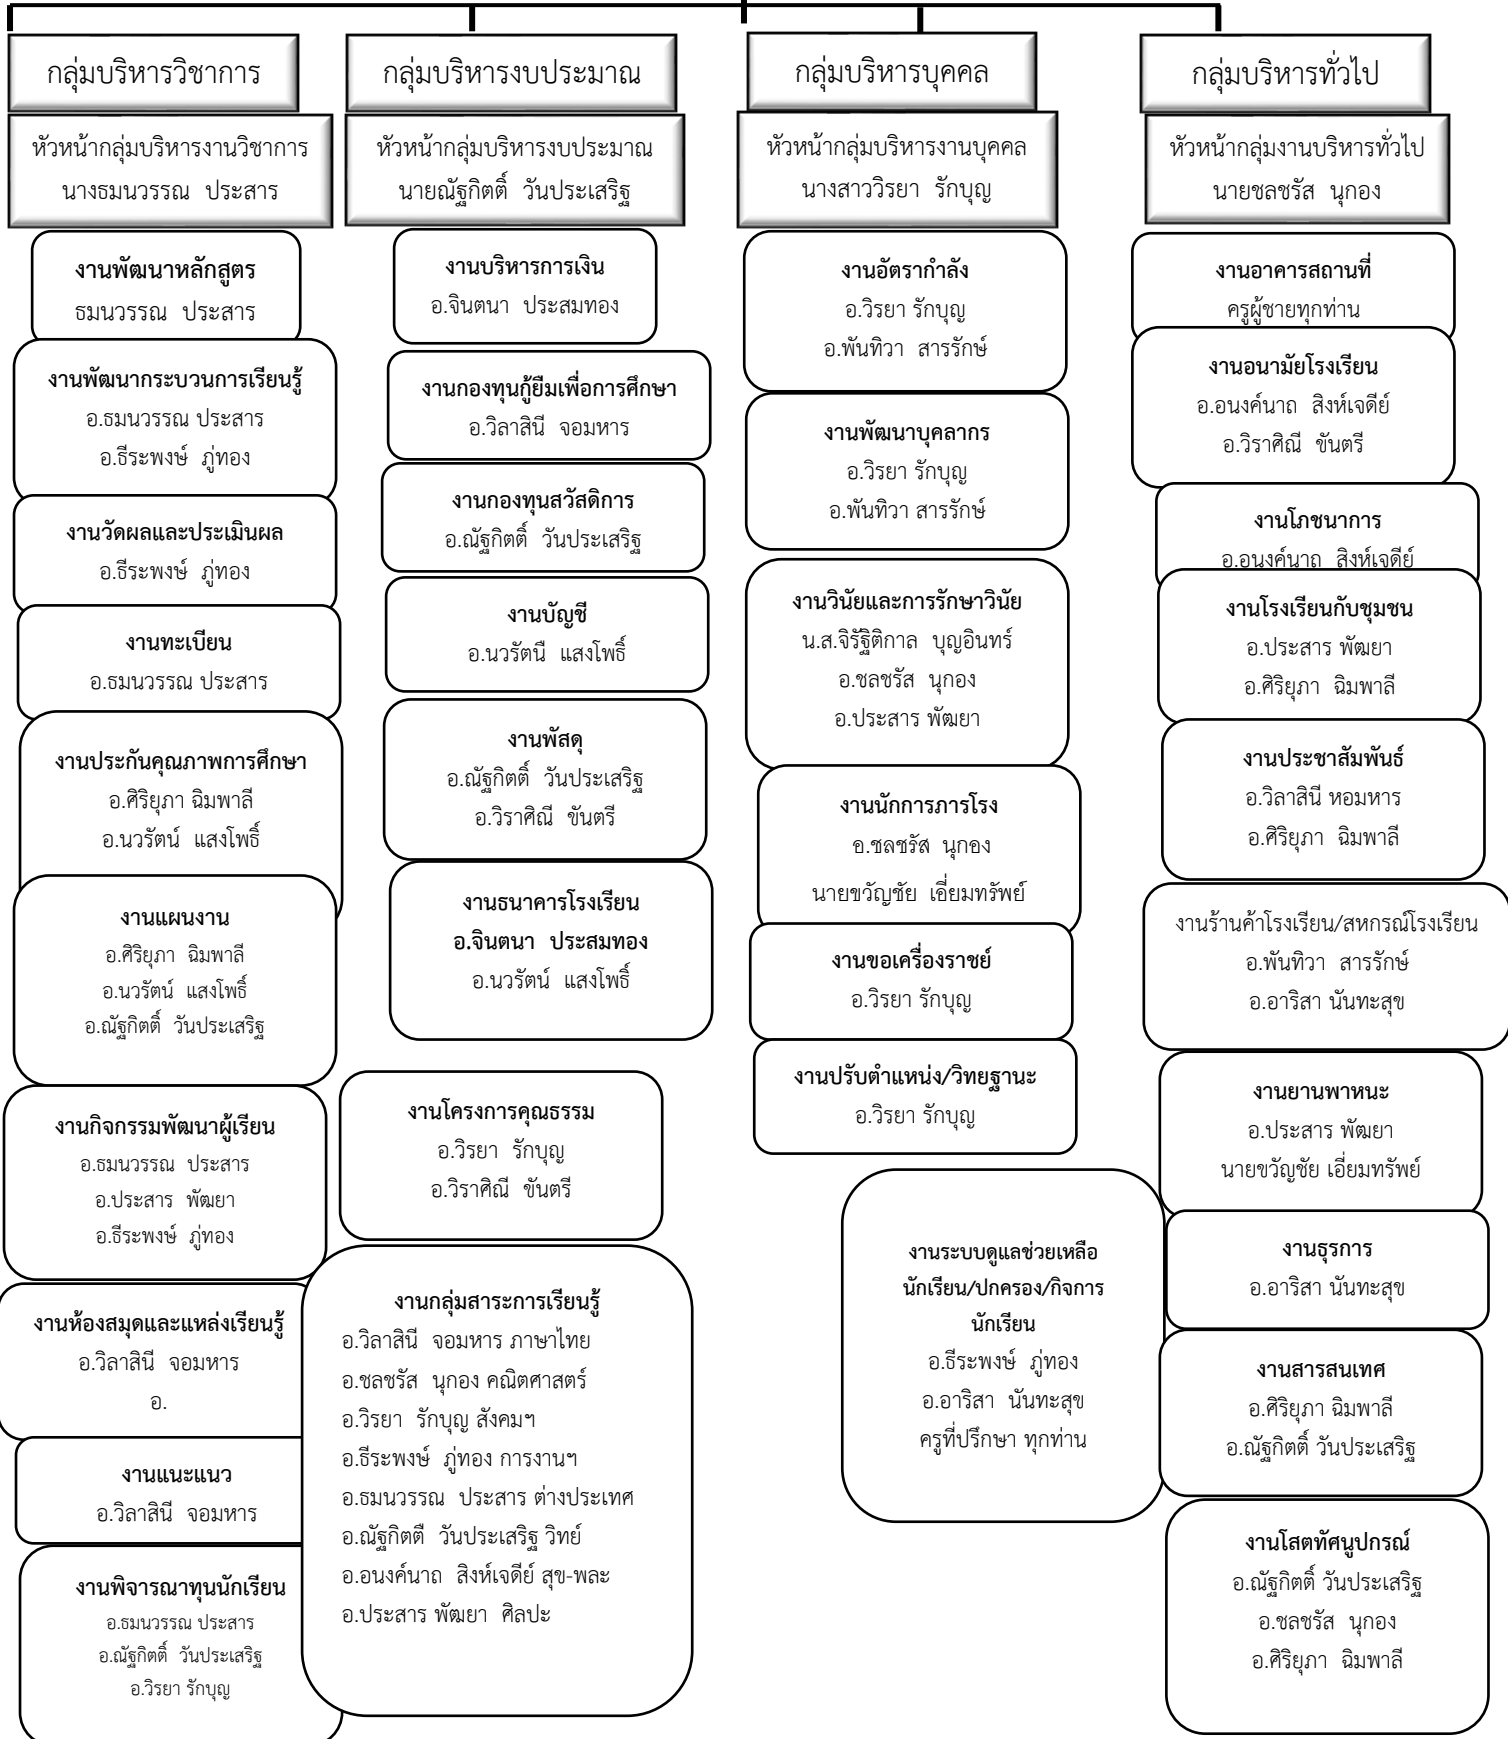 กลุ่มบริหารวิชาการ
หัวหน้ากลุ่มบริหารงานวิชาการ
นางธมนวรรณ ประสาร
งานพัฒนาหลักสูตร
ธมนวรรณ ประสาร
งานพัฒนากระบวนการเรียนรู้
อ.ธมนวรรณ ประสาร
อ.ธีระพงษ์ ภู่ทอง
งานวัดผลและประเมินผล
อ.ธีระพงษ์ ภู่ทอง
งานทะเบียน
อ.ธมนวรรณ ประสาร
งานประกันคุณภาพการศึกษา
อ.ศิริยุภา ฉิมพาลี
อ.นวรัตน์ แสงโพธิ์
งานแผนงาน
อ.ศิริยุภา ฉิมพาลี
อ.นวรัตน์ แสงโพธิ์
อ.ณัฐกิตติ์ วันประเสริฐ
งานกิจกรรมพัฒนาผู้เรียน
อ.ธมนวรรณ ประสาร
อ.ประสาร พัฒยา
อ.ธีระพงษ์ ภู่ทอง
งานห้องสมุดและแหล่งเรียนรู้
อ.วิลาสินี จอมหาร
อ.
งานแนะแนว
อ.วิลาสินี จอมหาร
งานพิจารณาทุนนักเรียน
อ.ธมนวรรณ ประสาร
อ.ณัฐกิตติ์ วันประเสริฐ
อ.วิรยา รักบุญ
กลุ่มบริหารงบประมาณ
หัวหน้ากลุ่มบริหารงบประมาณ
นายณัฐกิตติ์ วันประเสริฐ
งานบริหารการเงิน
อ.จินตนา ประสมทอง
งานกองทุนกู้ยืมเพื่อการศึกษา
อ.วิลาสินี จอมหาร
งานกองทุนสวัสดิการ
อ.ณัฐกิตติ์ วันประเสริฐ
งานบัญชี
อ.นวรัตนื แสงโพธิ์
งานพัสดุ
อ.ณัฐกิตติ์ วันประเสริฐ
อ.วิราศิณี ขันตรี
งานธนาคารโรงเรียน
อ.จินตนา ประสมทอง
อ.นวรัตน์ แสงโพธิ์
งานโครงการคุณธรรม
อ.วิรยา รักบุญ
อ.วิราศิณี ขันตรี
งานกลุ่มสาระการเรียนรู้
อ.วิลาสินี จอมหาร ภาษาไทย
อ.ชลชรัส นุกอง คณิตศาสตร์
อ.วิรยา รักบุญ สังคมฯ
อ.ธีระพงษ์ ภู่ทอง การงานฯ
อ.ธมนวรรณ ประสาร ต่างประเทศ
อ.ณัฐกิตตื วันประเสริฐ วิทย์
อ.อนงค์นาถ สิงห์เจดีย์ สุข-พละ
อ.ประสาร พัฒยา ศิลปะ
กลุ่มบริหารบุคคล
หัวหน้ากลุ่มบริหารงานบุคคล
นางสาววิรยา รักบุญ
งานอัตรากำลัง
อ.วิรยา รักบุญ
อ.พันทิวา สารรักษ์
งานพัฒนาบุคลากร
อ.วิรยา รักบุญ
อ.พันทิวา สารรักษ์
งานวินัยและการรักษาวินัย
น.ส.จิรัฐิติกาล บุญอินทร์
อ.ชลชรัส นุกอง
อ.ประสาร พัฒยา
งานนักการภารโรง
อ.ชลชรัส นุกอง
นายขวัญชัย เอี่ยมทรัพย์
งานขอเครื่องราชย์
อ.วิรยา รักบุญ
งานปรับตำแหน่ง/วิทยฐานะ
อ.วิรยา รักบุญ
งานระบบดูแลช่วยเหลือ
นักเรียน/ปกครอง/กิจการ
นักเรียน
อ.ธีระพงษ์ ภู่ทอง
อ.อาริสา นันทะสุข
ครูที่ปรึกษา ทุกท่าน
กลุ่มบริหารทั่วไป
หัวหน้ากลุ่มงานบริหารทั่วไป
นายชลชรัส นุกอง
งานอาคารสถานที่
ครูผู้ชายทุกท่าน
งานอนามัยโรงเรียน
อ.อนงค์นาถ สิงห์เจดีย์
อ.วิราศิณี ขันตรี
งานโภชนาการ
อ.อนงค์นาถ สิงห์เจดีย์
งานโรงเรียนกับชุมชน
อ.ประสาร พัฒยา
อ.ศิริยุภา ฉิมพาลี
งานประชาสัมพันธ์
อ.วิลาสินี หอมหาร
อ.ศิริยุภา ฉิมพาลี
งานร้านค้าโรงเรียน/สหกรณ์โรงเรียน
อ.พันทิวา สารรักษ์
อ.อาริสา นันทะสุข
งานยานพาหนะ
อ.ประสาร พัฒยา
นายขวัญชัย เอี่ยมทรัพย์
งานธุรการ
อ.อาริสา นันทะสุข
งานสารสนเทศ
อ.ศิริยุภา ฉิมพาลี
อ.ณัฐกิตติ์ วันประเสริฐ
งานโสตทัศนูปกรณ์
อ.ณัฐกิตติ์ วันประเสริฐ
อ.ชลชรัส นุกอง
อ.ศิริยุภา ฉิมพาลี